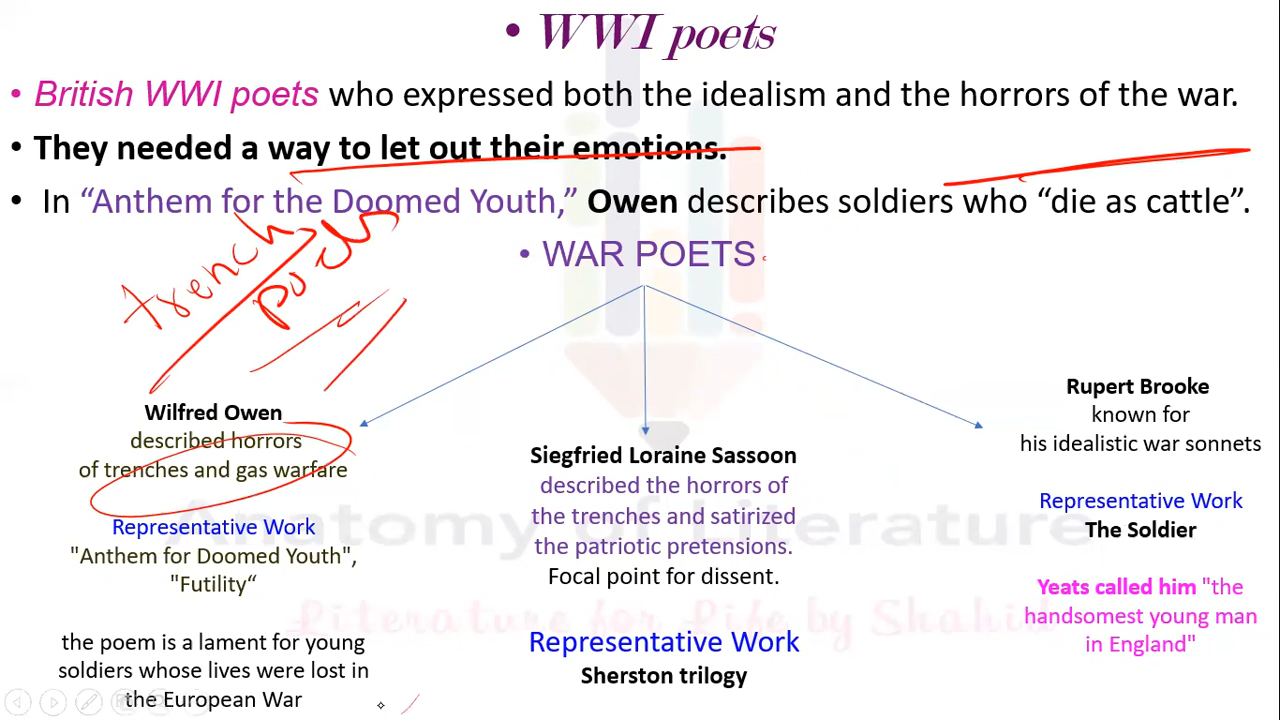 • WWI poets
• British WWI poets who expressed both the idealism and the horrors of the war.
• They needed a way to let out their emotions.
• In “Anthem for the Doomed Youth,” Owen describes soldiers who “die as cattle”.
• WAR POETS
trench
poets
Wilfred Owen
described horrors
of trenches and gas warfare
Representative Work
"Anthem for Doomed Youth",
"Futility“
the poem is a lament for young
soldiers whose lives were lost in
the European War
Siegfried Loraine Sassoon
described the horrors of
the trenches and satirized
the patriotic pretensions.
Focal point for dissent.
Representative Work
Sherston trilogy
Rupert Brooke
known for
his idealistic war sonnets
Representative Work
The Soldier
Yeats called him "the
handsomest young man
in England"
Anatomy of Literature
Literature for Life by Shahid